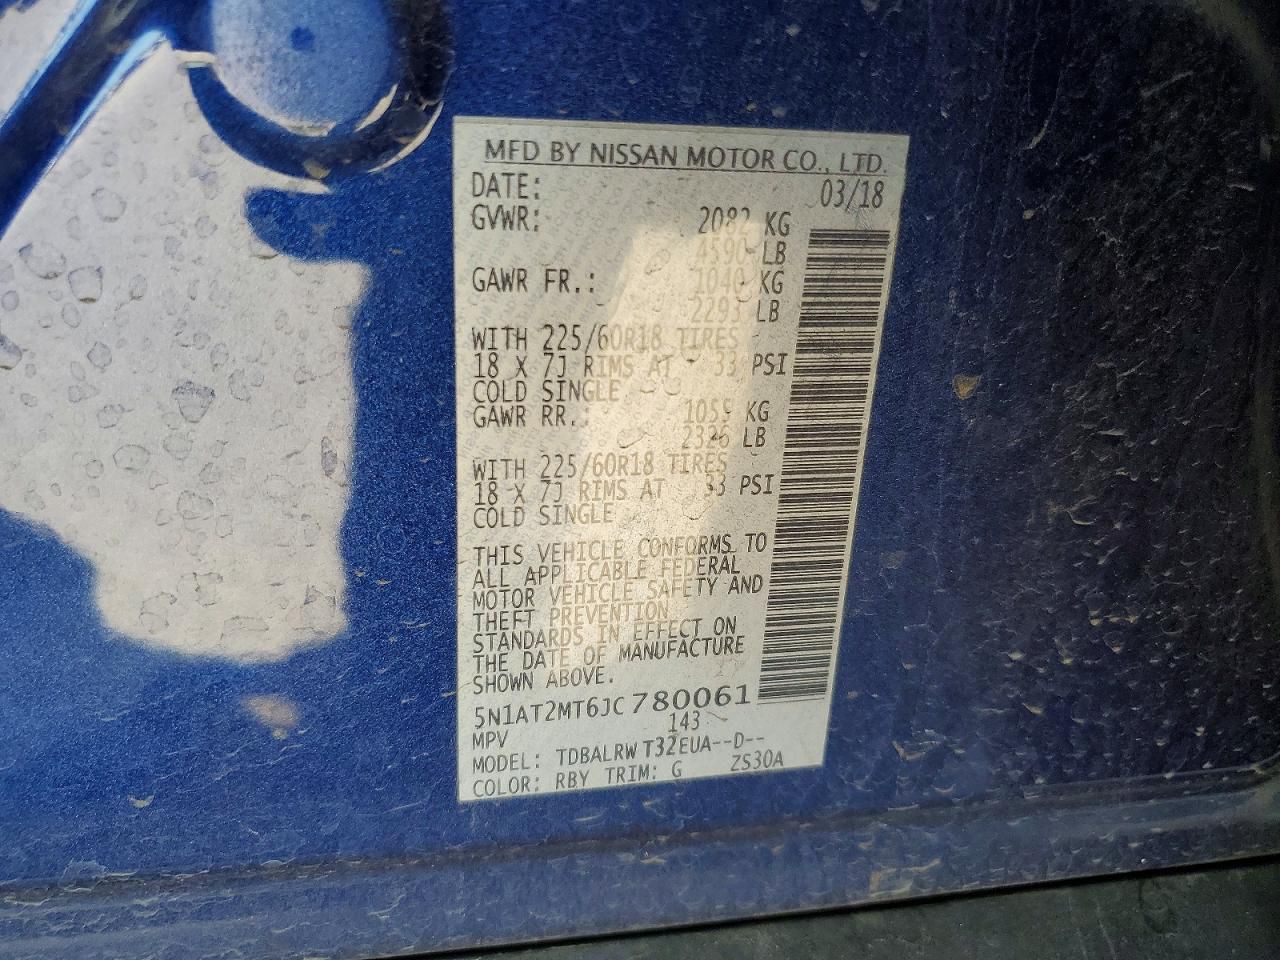 MFD BY NISSAN MOTOR CO., LTD.
DATE: 03/18
GVWR: 2082 KG
4590 LB
GAWR FR.: 1040 KG
2293 LB
WITH 225/60R18 TIRES
18 X 7J RIMS AT 33 PSI
COLD SINGLE
GAWR RR.: 1059 KG
2336 LB
WITH 225/60R18 TIRES
18 X 7J RIMS AT 33 PSI
COLD SINGLE
THIS VEHICLE CONFORMS TO
ALL APPLICABLE FEDERAL
MOTOR VEHICLE SAFETY AND
THEFT PREVENTION
STANDARDS IN EFFECT ON
THE DATE OF MANUFACTURE
SHOWN ABOVE.
5N1AT2MT6JC780061
MPV 143
MODEL: TDBALRW T32EUA--D--
COLOR: RBY TRIM: G ZS30A